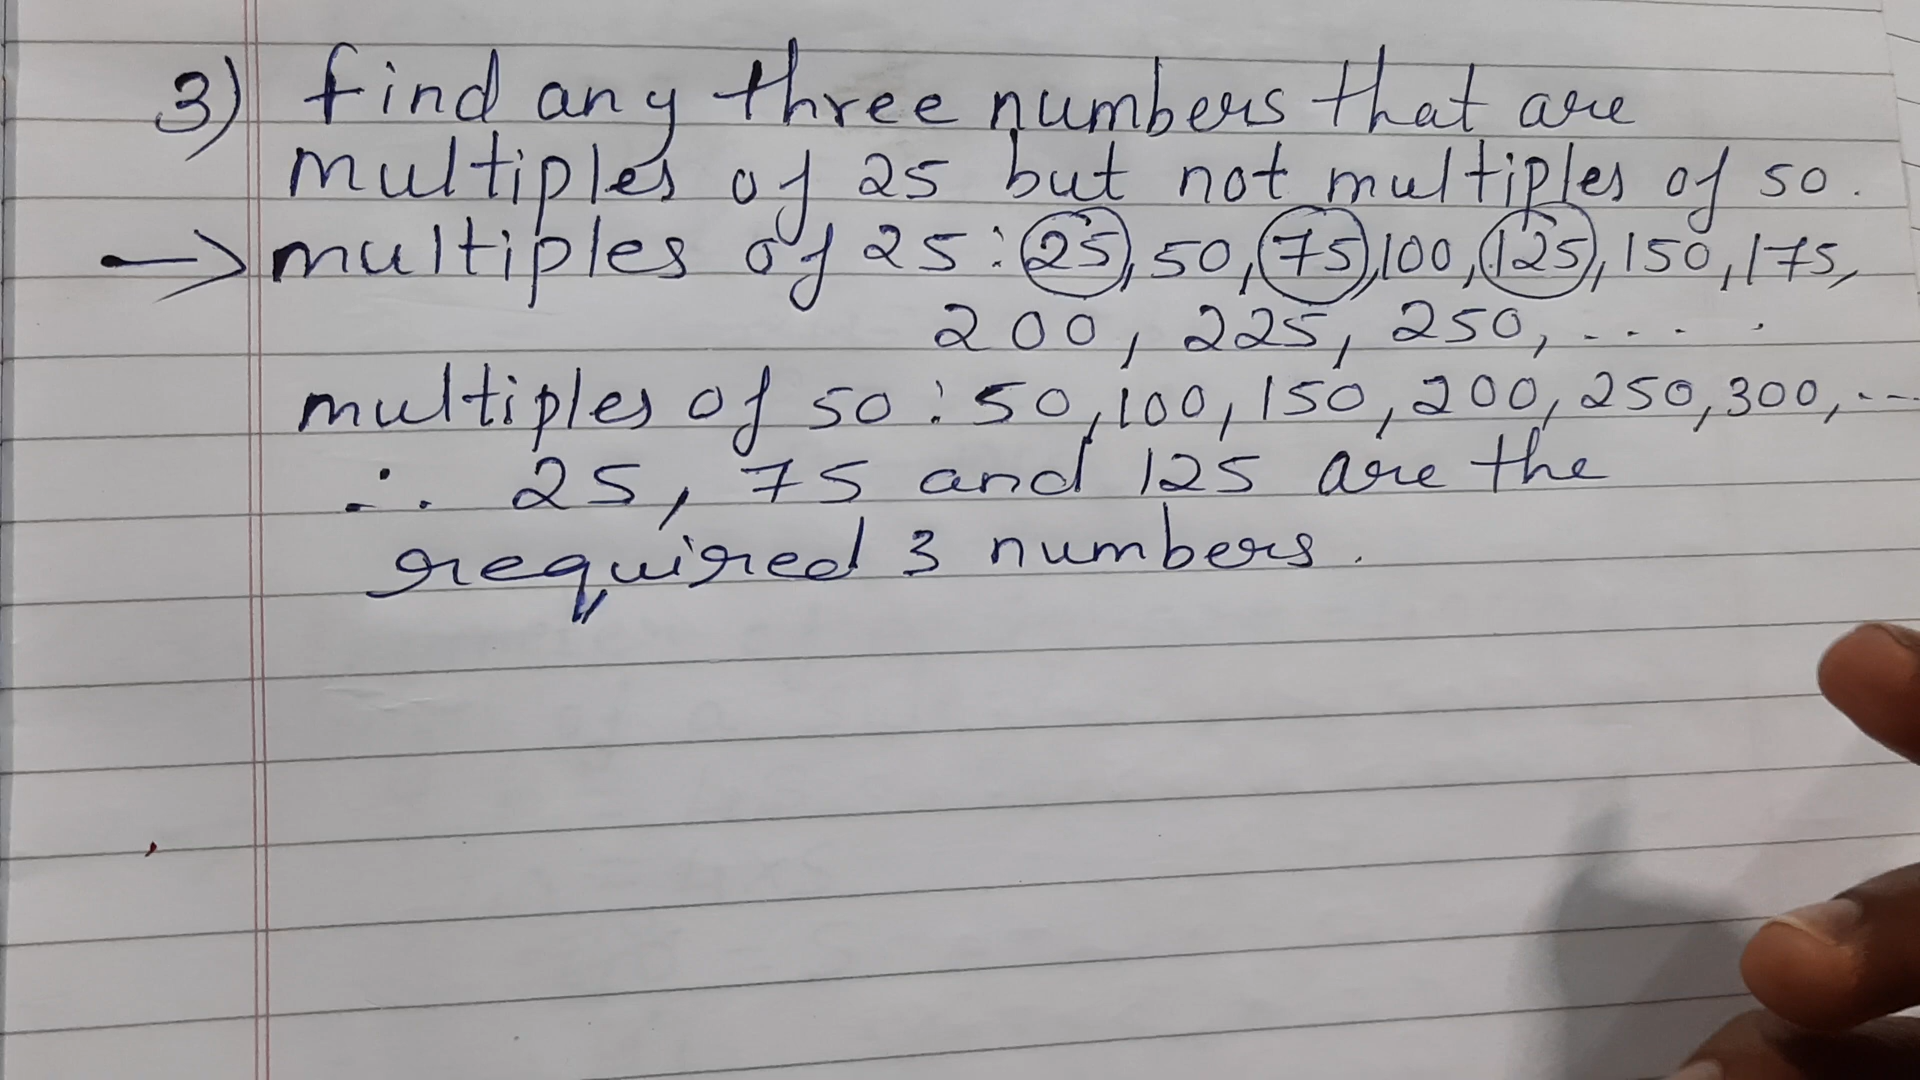 3) find any three numbers that are
multiples of 25 but not multiples of 50.
→ multiples of 25 : 25, 50, 75, 100, 125, 150, 175,
200, 225, 250, .....
multiples of 50 : 50, 100, 150, 200, 250, 300, ...
∴ 25, 75 and 125 are the
required 3 numbers.